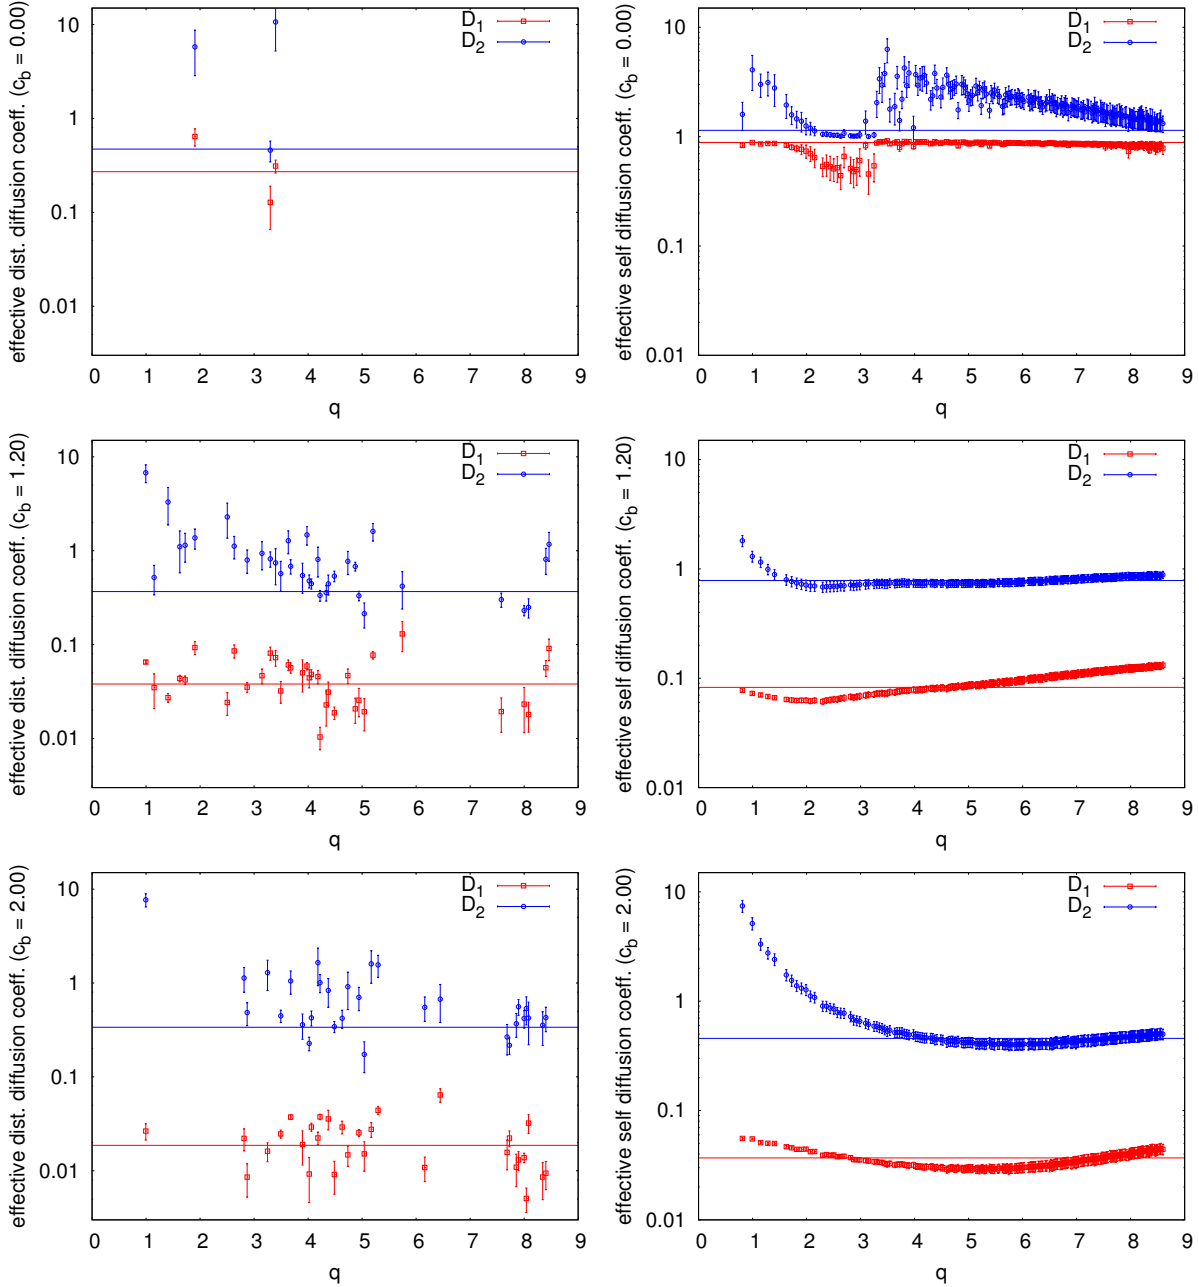 effective dist. diffusion coeff. (c_b = 0.00)
10
1
0.1
0.01
D_1
D_2
0 1 2 3 4 5 6 7 8 9
q
effective self diffusion coeff. (c_b = 0.00)
10
1
0.1
0.01
D_1
D_2
0 1 2 3 4 5 6 7 8 9
q
effective dist. diffusion coeff. (c_b = 1.20)
10
1
0.1
0.01
D_1
D_2
0 1 2 3 4 5 6 7 8 9
q
effective self diffusion coeff. (c_b = 1.20)
10
1
0.1
0.01
D_1
D_2
0 1 2 3 4 5 6 7 8 9
q
effective dist. diffusion coeff. (c_b = 2.00)
10
1
0.1
0.01
D_1
D_2
0 1 2 3 4 5 6 7 8 9
q
effective self diffusion coeff. (c_b = 2.00)
10
1
0.1
0.01
D_1
D_2
0 1 2 3 4 5 6 7 8 9
q